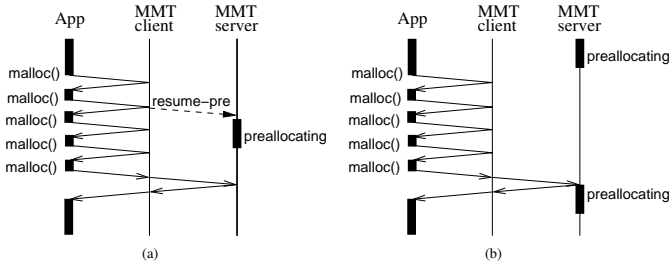 App MMT client MMT server
malloc()
malloc()
malloc()
malloc()
malloc()
resume-pre
preallocating
(a)
App MMT client MMT server
malloc()
malloc()
malloc()
malloc()
malloc()
preallocating
preallocating
(b)